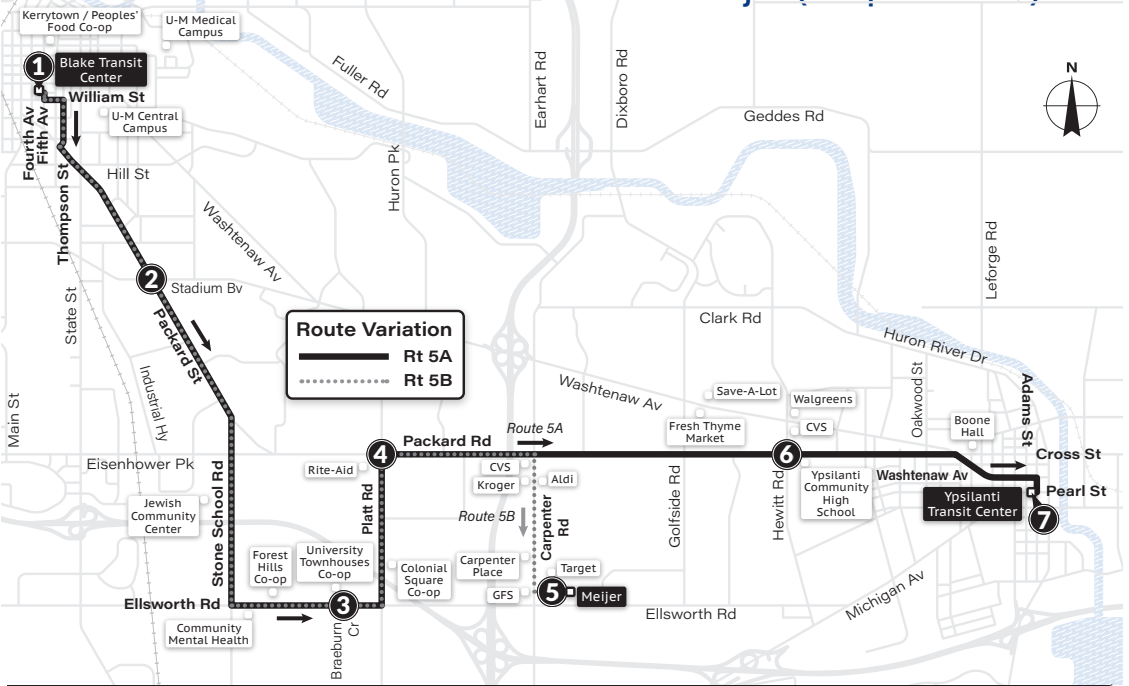 Kerrytown / Peoples'
Food Co-op
U-M Medical
Campus
1
Blake Transit
Center
William St
U-M Central
Campus
Fourth Av
Fifth Av
Thompson St
Hill St
Fuller Rd
Earhart Rd
Dixboro Rd
Geddes Rd
N
Huron Pk
Washtenaw Av
2
Stadium Bv
State St
Packard St
Industrial Hy
Main St
Leforge Rd
Route Variation
Rt 5A
Rt 5B
Clark Rd
Huron River Dr
Washtenaw Av
Save-A-Lot
Walgreens
Fresh Thyme
Market
CVS
Oakwood St
Boone
Hall
Adams St
Packard Rd
Route 5A
4
6
Cross St
Eisenhower Pk
Rite-Aid
CVS
Kroger
Aldi
Washtenaw Av
Ypsilanti
Community
High
School
Ypsilanti
Transit Center
Pearl St
7
Jewish
Community
Center
Stone School Rd
Platt Rd
Route 5B
Carpenter
Rd
Golfside Rd
Hewitt Rd
Forest
Hills
Co-op
University
Townhouses
Co-op
Colonial
Square
Co-op
Carpenter
Place
Target
GFS
5
Meijer
Michigan Av
Ellsworth Rd
3
Ellsworth Rd
Community
Mental Health
Braeburn
Cr